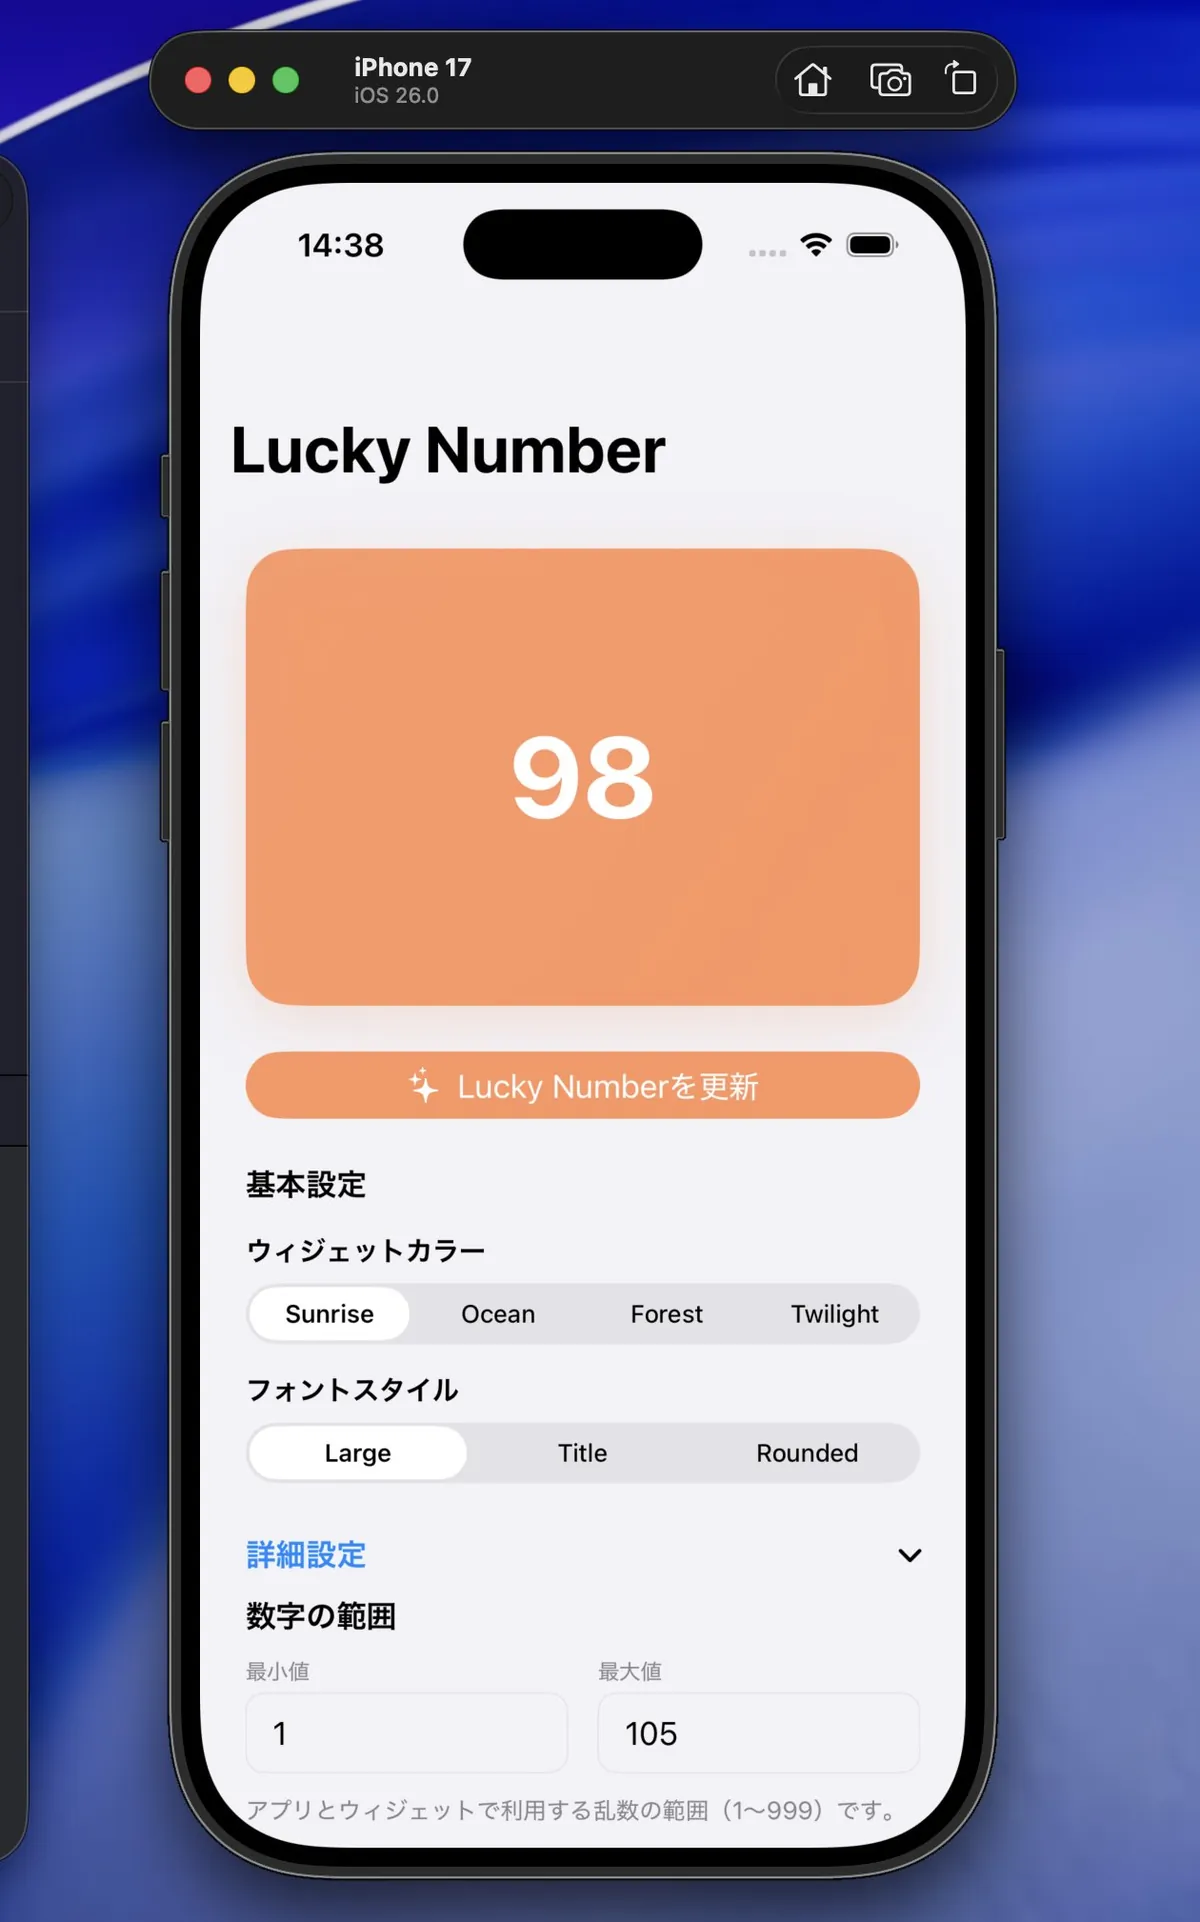 iPhone 17
iOS 26.0
14:38
Lucky Number
98
Lucky Numberを更新
基本設定
ウィジェットカラー
Sunrise Ocean Forest Twilight
フォントスタイル
Large Title Rounded
詳細設定
数字の範囲
最小値 最大値
1 105
アプリとウィジェットで利用する乱数の範囲（1〜999）です。